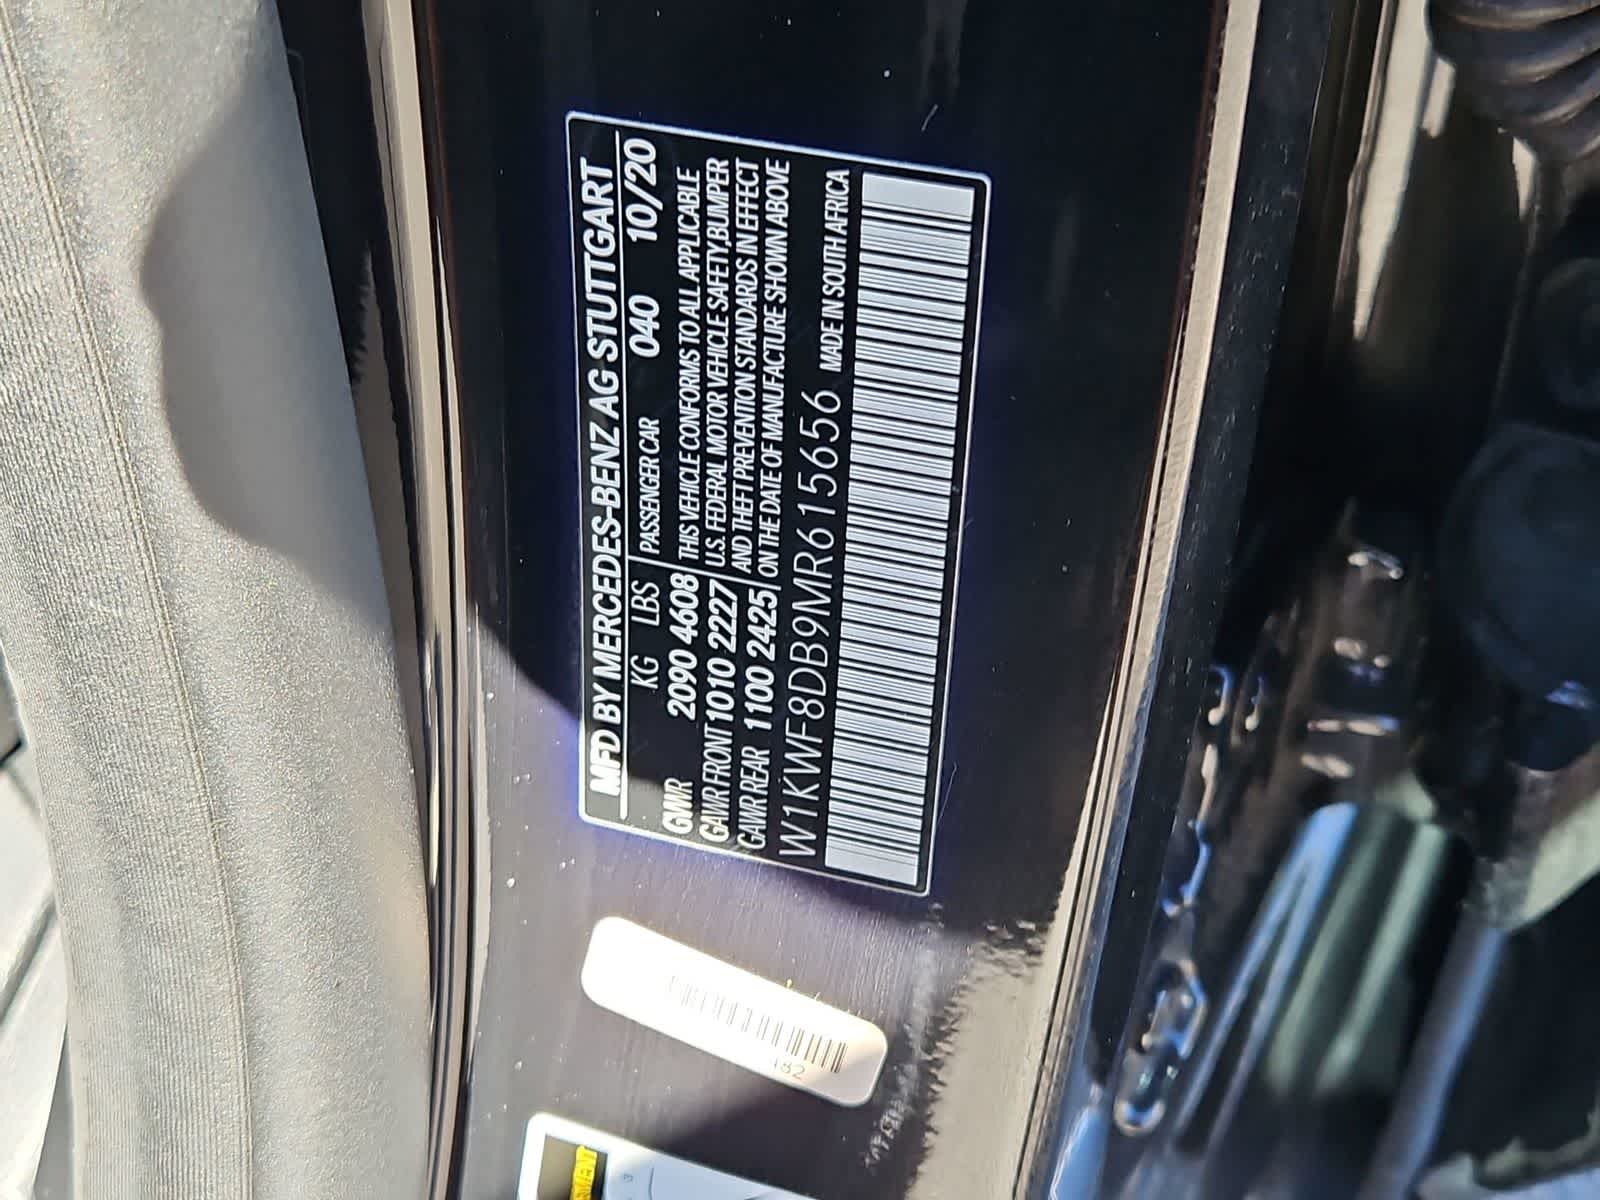 MFD BY MERCEDES-BENZ AG STUTTGART
KG LBS PASSENGER CAR 040 10/20
GVWR 2090 4608 THIS VEHICLE CONFORMS TO ALL APPLICABLE
GAWR FRONT 1010 2227 U.S. FEDERAL MOTOR VEHICLE SAFETY, BUMPER
GAWR REAR 1100 2425 AND THEFT PREVENTION STANDARDS IN EFFECT
ON THE DATE OF MANUFACTURE SHOWN ABOVE
W1KWF8DB9MR615656 MADE IN SOUTH AFRICA